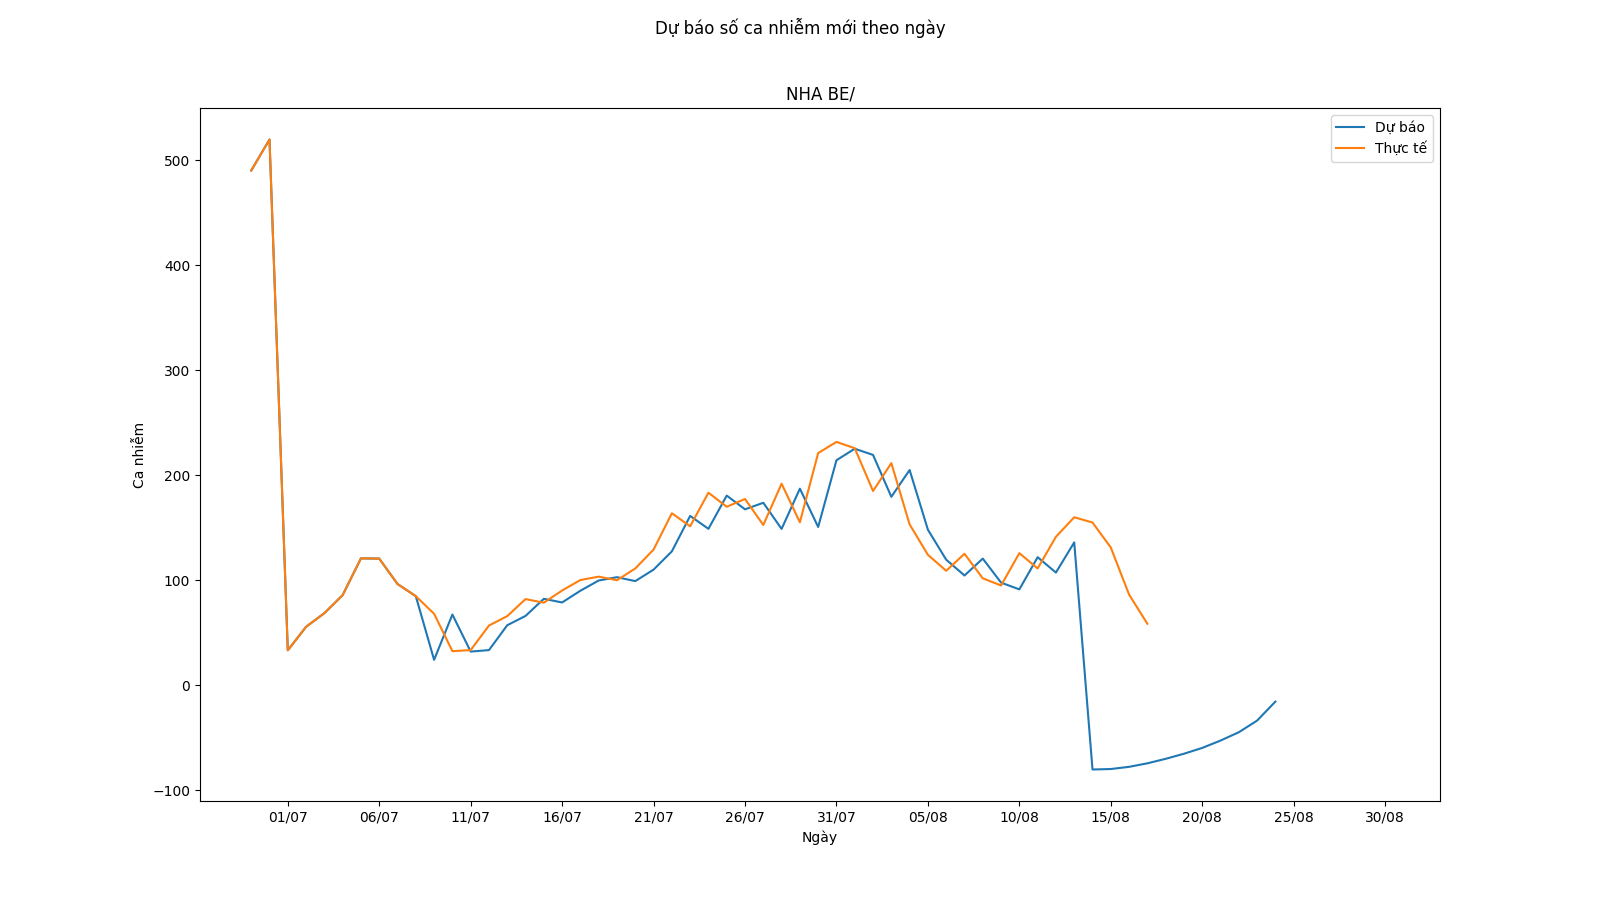 Dự báo số ca nhiễm mới theo ngày
NHA BE/
Dự báo
Thực tế
500
400
300
200
100
0
−100
Ca nhiễm
01/07 06/07 11/07 16/07 21/07 26/07 31/07 05/08 10/08 15/08 20/08 25/08 30/08
Ngày